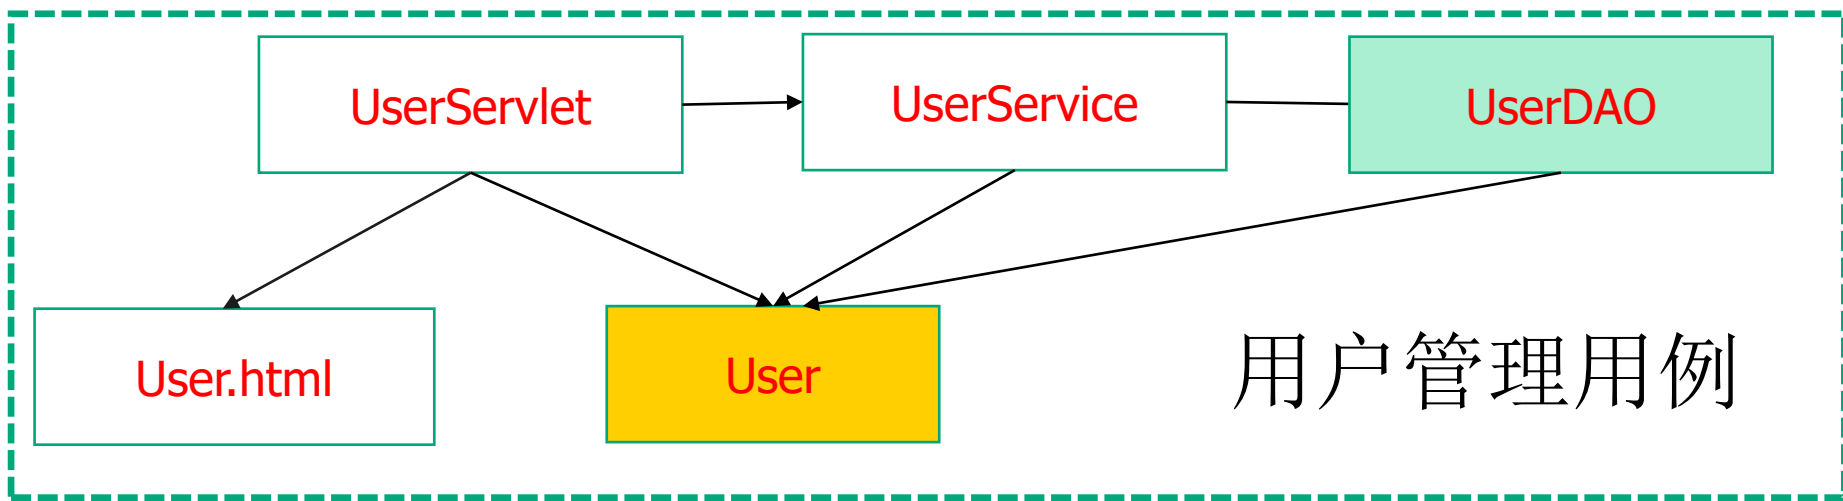 UserServlet
UserService
UserDAO
User.html
User
用户管理用例